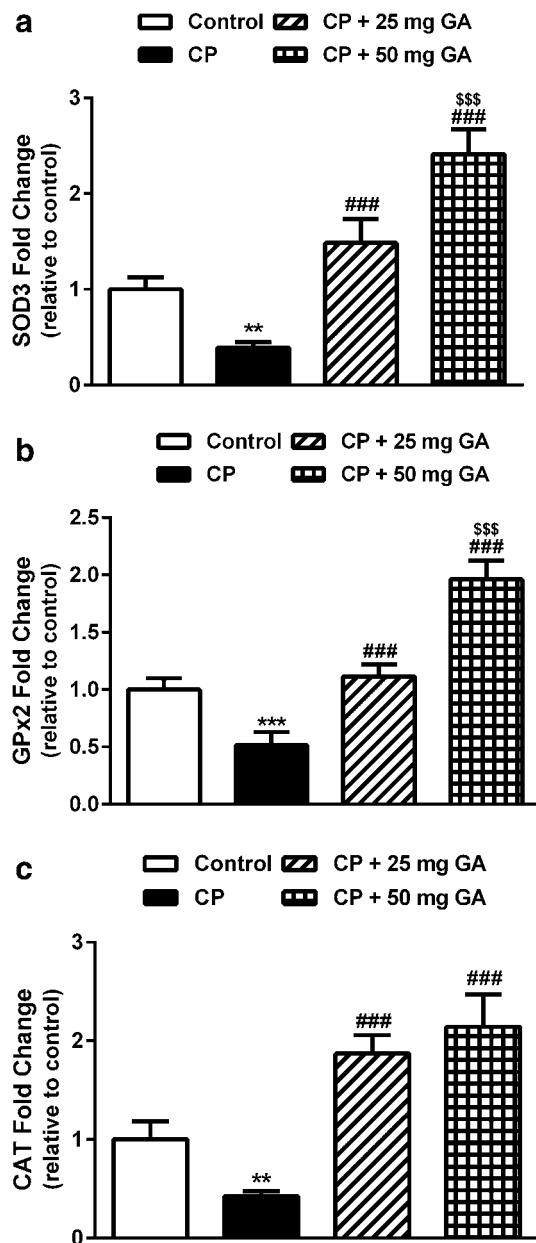 a
Control CP + 25 mg GA
CP CP + 50 mg GA
SOD3 Fold Change
(relative to control)
3
2
1
0
**
###
$$$
###
b
Control CP + 25 mg GA
CP CP + 50 mg GA
GPx2 Fold Change
(relative to control)
2.5
2.0
1.5
1.0
0.5
0.0
***
###
$$$
###
c
Control CP + 25 mg GA
CP CP + 50 mg GA
CAT Fold Change
(relative to control)
3
2
1
0
**
###
###